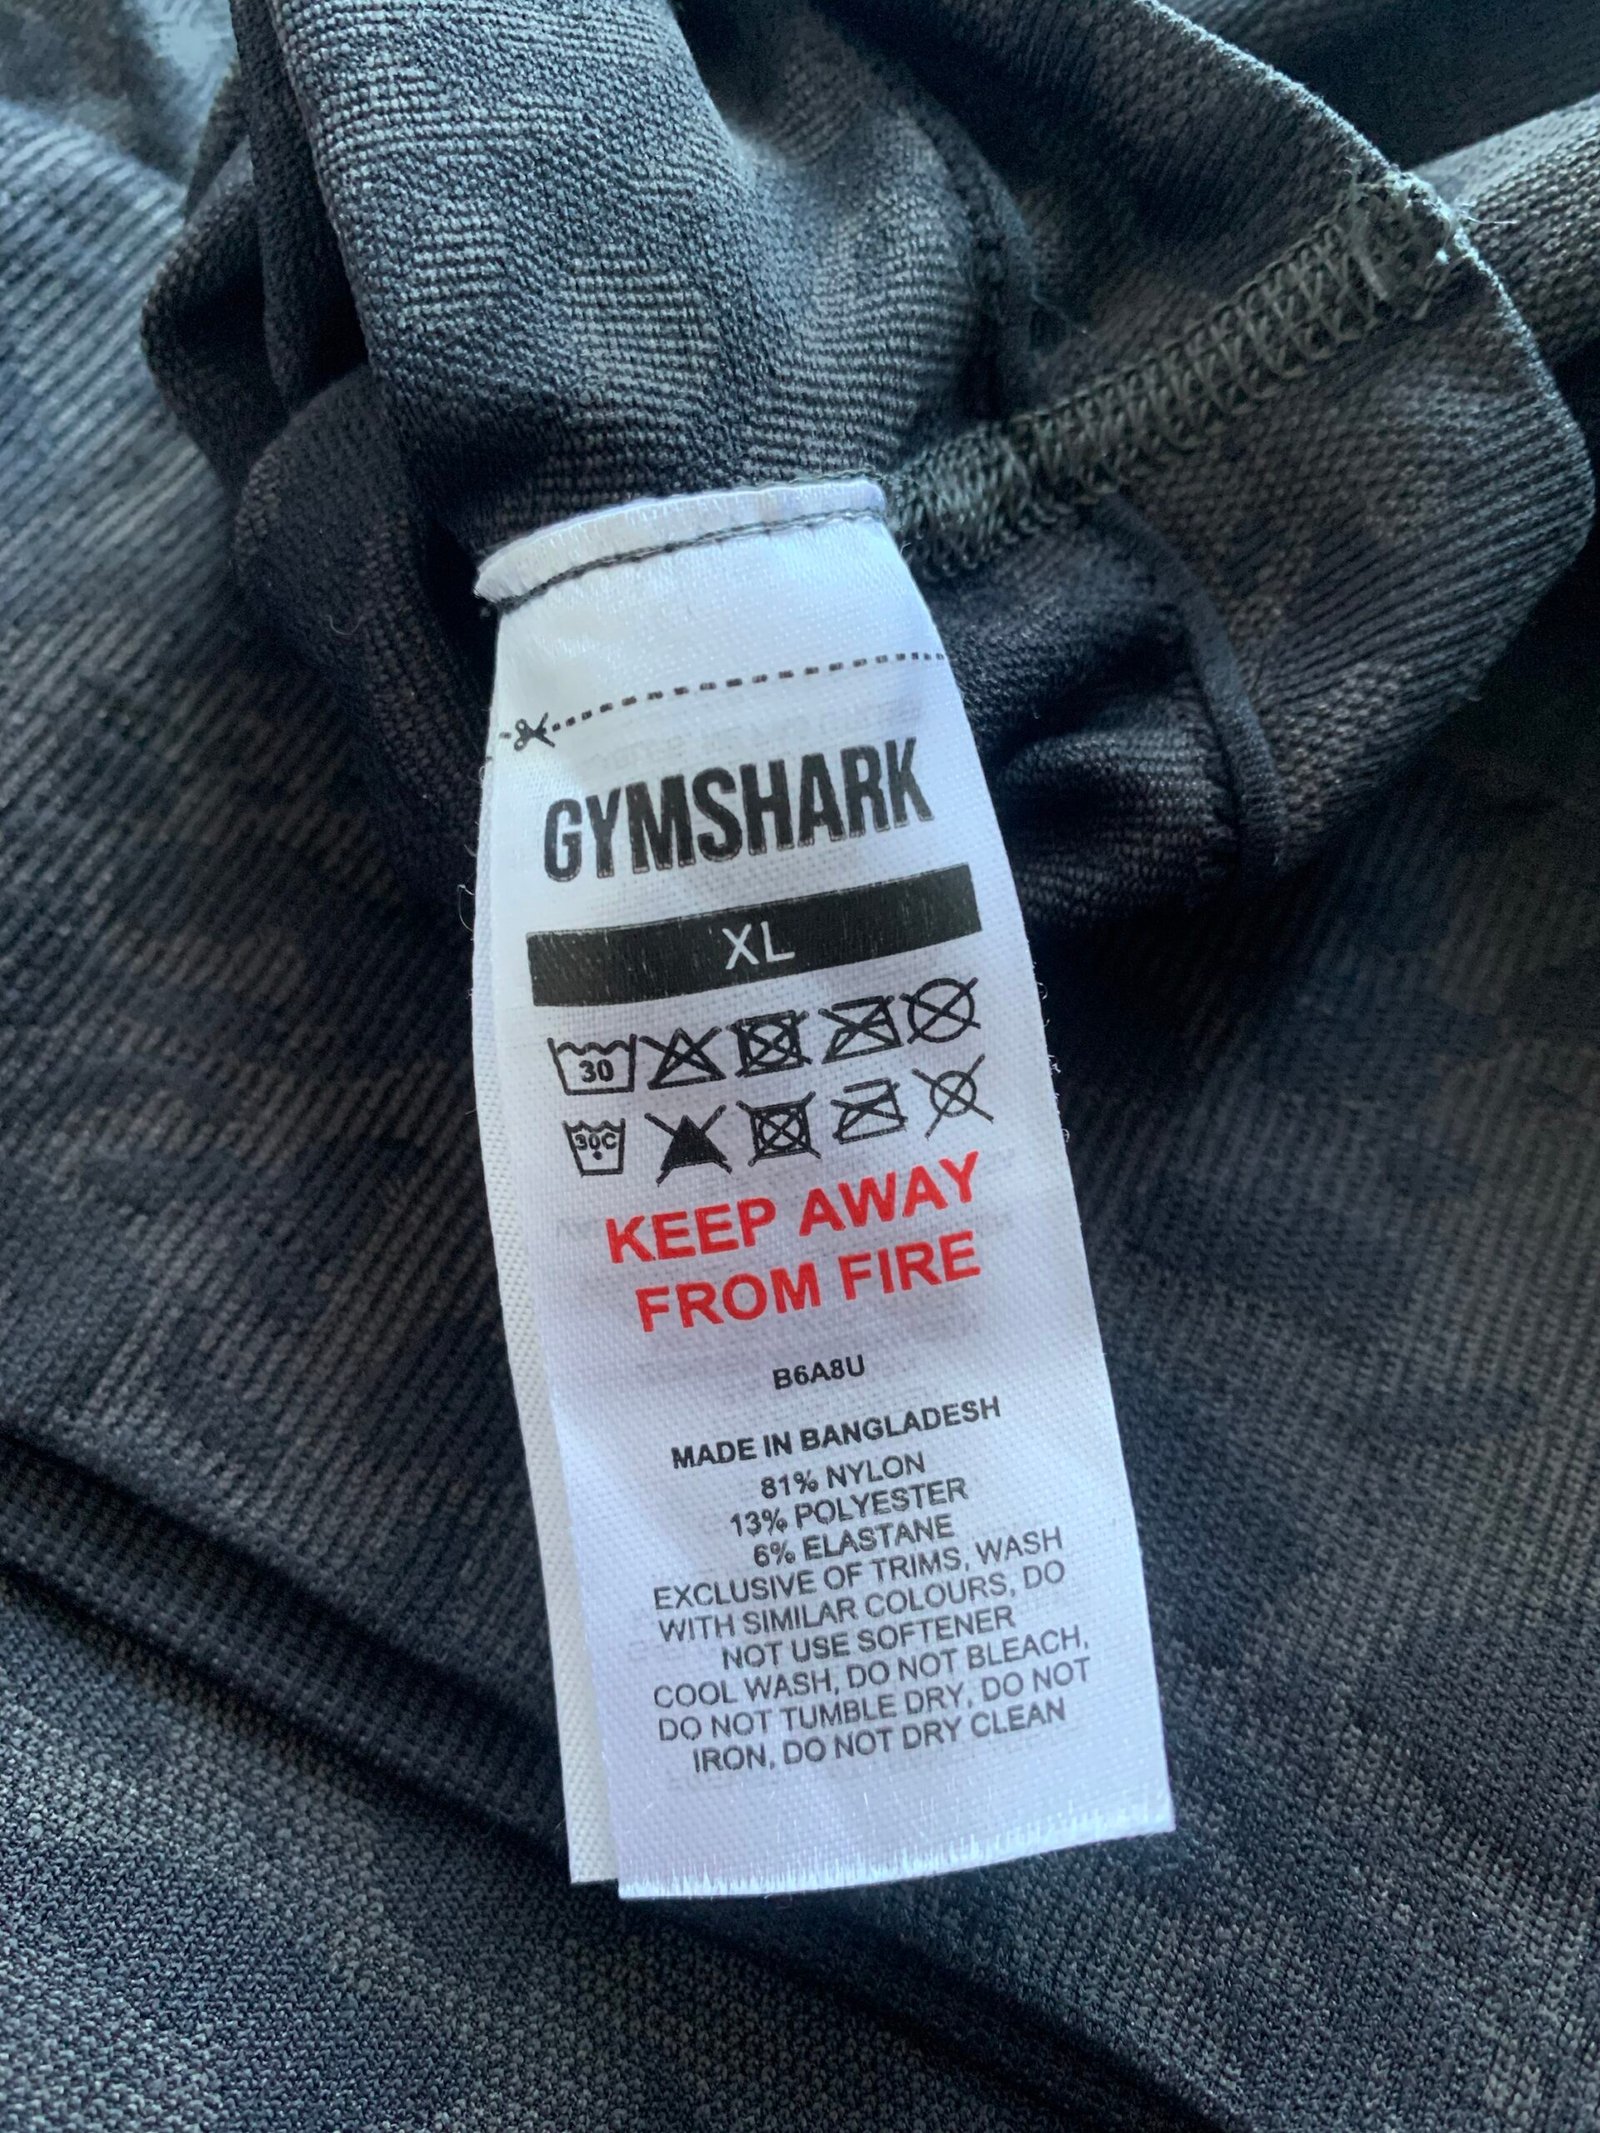 GYMSHARK
XL
30
30C
KEEP AWAY
FROM FIRE
B6A8U
MADE IN BANGLADESH
81% NYLON
13% POLYESTER
6% ELASTANE
EXCLUSIVE OF TRIMS, WASH
WITH SIMILAR COLOURS, DO
NOT USE SOFTENER
COOL WASH, DO NOT BLEACH,
DO NOT TUMBLE DRY, DO NOT
IRON, DO NOT DRY CLEAN